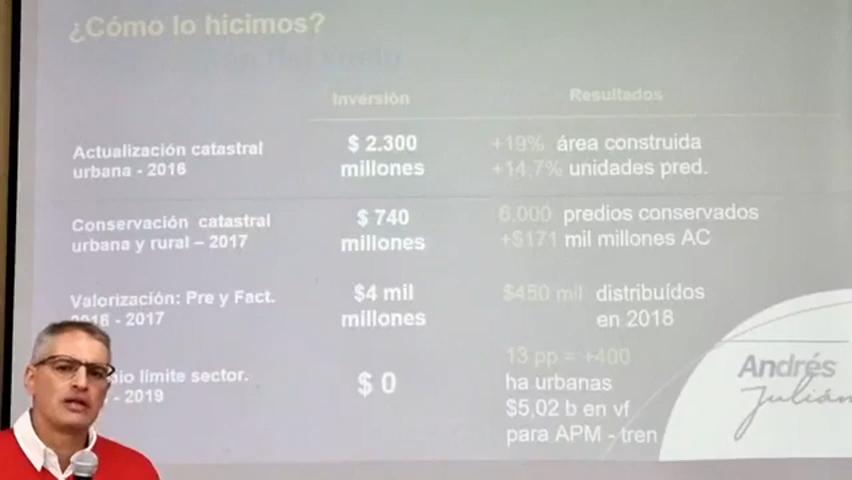 ¿Cómo lo hicimos?
Inversión
Resultados
Actualización catastral
urbana - 2016
$ 2.300
millones
+19% área construida
+14,7% unidades pred.
Conservación catastral
urbana y rural – 2017
$ 740
millones
6.000 predios conservados
+$171 mil millones AC
Valorización: Pre y Fact.
- 2017
$4 mil
millones
$450 mil distribuídos
en 2018
límite sector.
- 2019
$ 0
13 pp = +400
ha urbanas
$5,02 b en vf
para APM - tren
Andrés
Julián